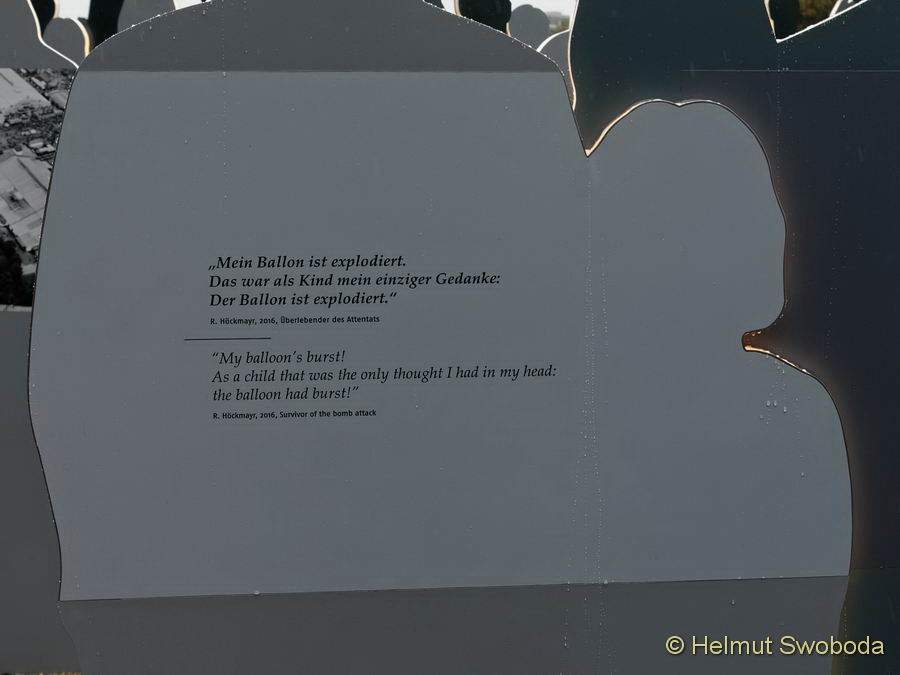 „Mein Ballon ist explodiert.
Das war als Kind mein einziger Gedanke:
Der Ballon ist explodiert.“
R. Höckmayr, 2016, Überlebender des Attentats
“My balloon’s burst!
As a child that was the only thought I had in my head:
the balloon had burst!”
R. Höckmayr, 2016, Survivor of the bomb attack
© Helmut Swoboda